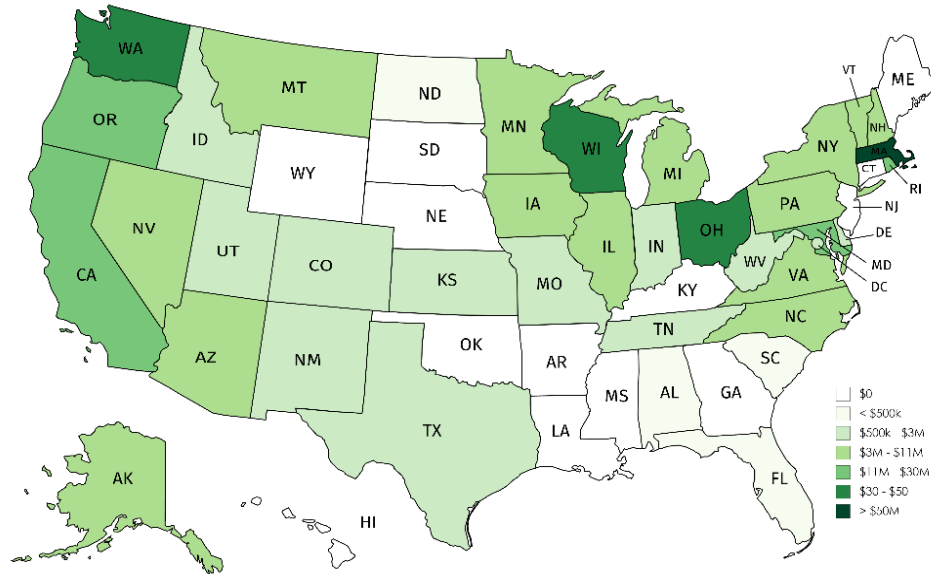 WA
MT
ND
MN
VT
ME
OR
ID
SD
WI
NH
NY
MA
WY
MI
CT
RI
NE
IA
PA
NJ
NV
IL
IN
OH
DE
UT
CO
WV
MD
CA
KS
MO
VA
DC
KY
NC
TN
AZ
NM
OK
AR
SC
MS
AL
GA
TX
LA
FL
AK
HI
$0
< $500k
$500k - $3M
$3M - $11M
$11M - $30M
$30 - $50
> $50M